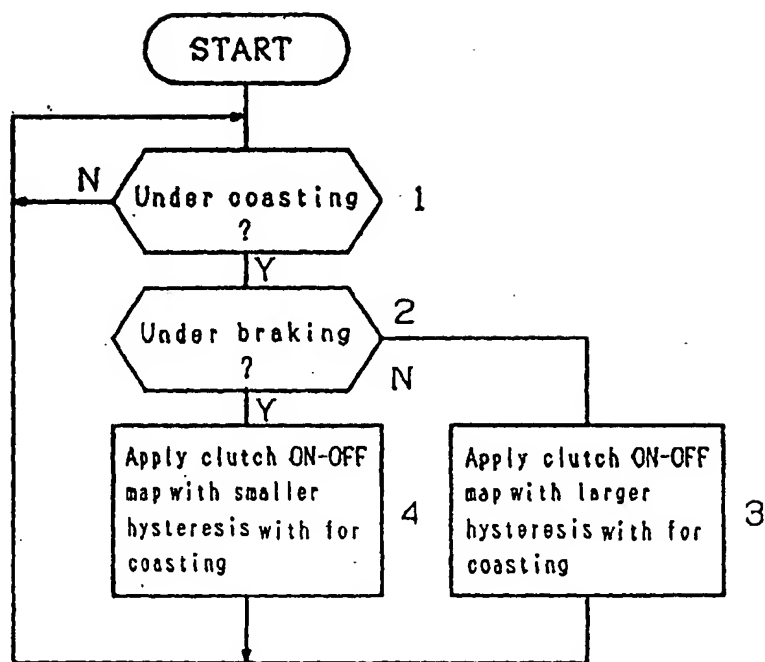 START
N
Under coasting
?
1
Y
Under braking
?
2
N
Y
Apply clutch ON-OFF
map with smaller
hysteresis with for
coasting
4
Apply clutch ON-OFF
map with larger
hysteresis with for
coasting
3